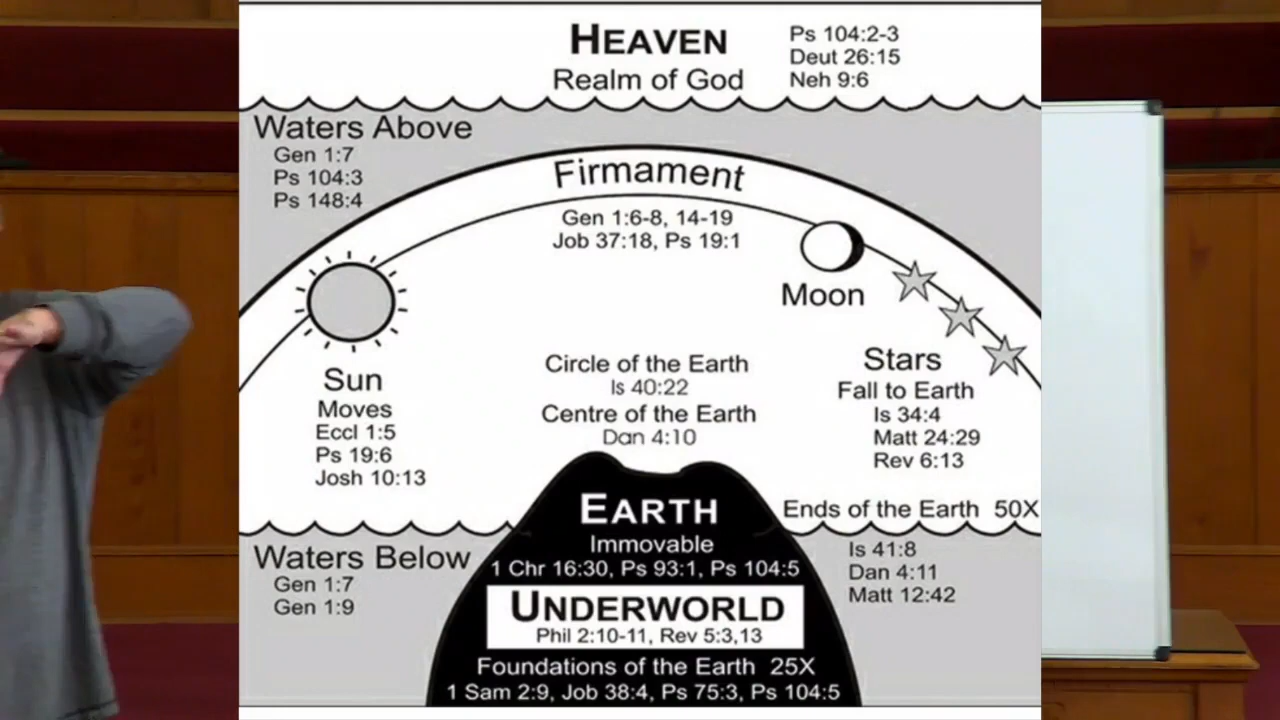 HEAVEN
Realm of God
Ps 104:2-3
Deut 26:15
Neh 9:6
Waters Above
Gen 1:7
Ps 104:3
Ps 148:4
Firmament
Gen 1:6-8, 14-19
Job 37:18, Ps 19:1
Moon
Sun
Moves
Eccl 1:5
Ps 19:6
Josh 10:13
Circle of the Earth
Is 40:22
Centre of the Earth
Dan 4:10
Stars
Fall to Earth
Is 34:4
Matt 24:29
Rev 6:13
Ends of the Earth 50X
Is 41:8
Dan 4:11
Matt 12:42
Waters Below
Gen 1:7
Gen 1:9
EARTH
Immovable
1 Chr 16:30, Ps 93:1, Ps 104:5
UNDERWORLD
Phil 2:10-11, Rev 5:3,13
Foundations of the Earth 25X
1 Sam 2:9, Job 38:4, Ps 75:3, Ps 104:5